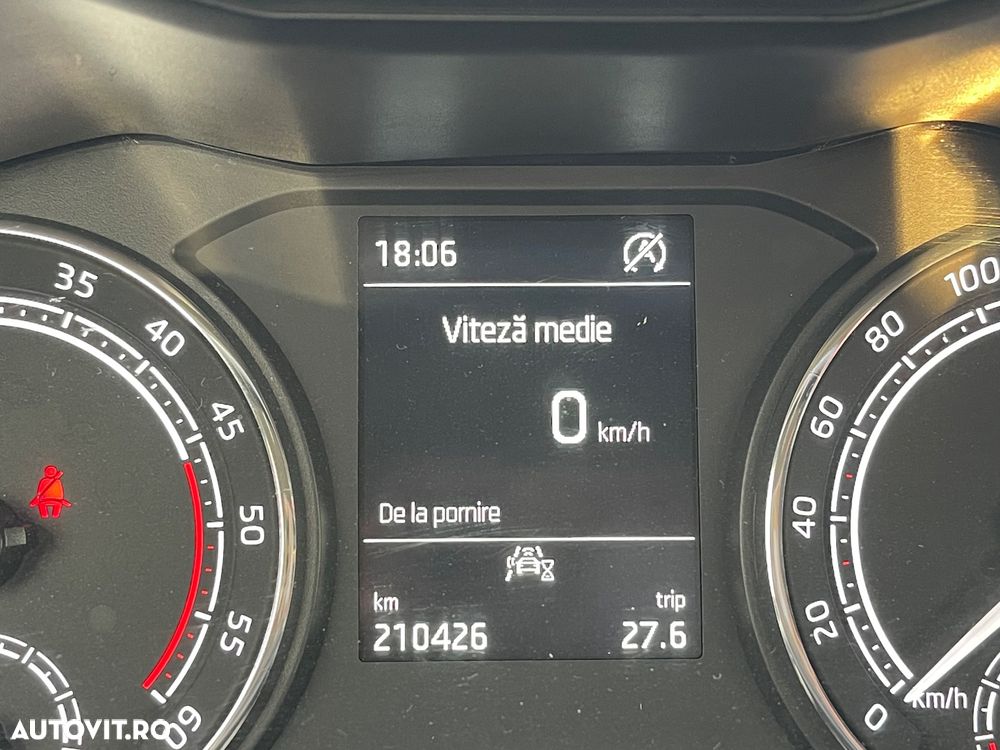 18:06
Viteză medie
0 km/h
De la pornire
km
trip
210426
27.6
35
40
45
50
55
60
100
80
60
40
20
0
km/h
AUTOVIT.RO